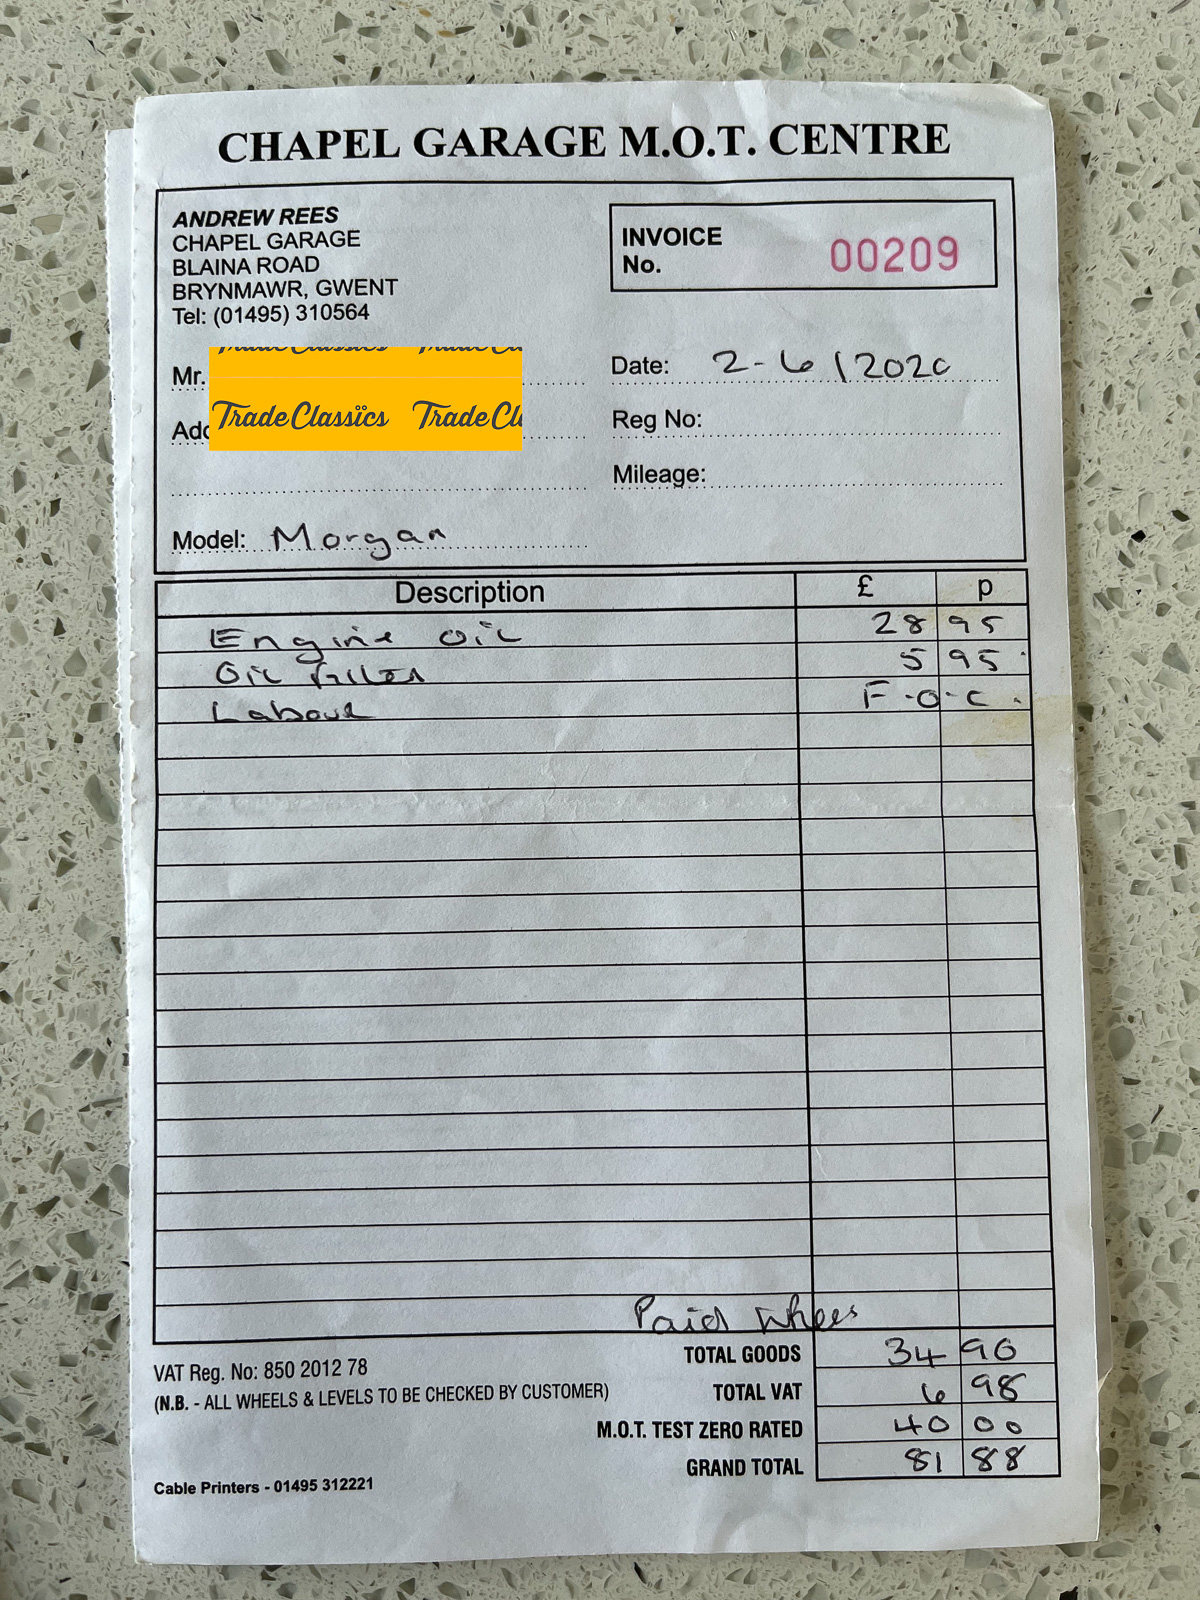 CHAPEL GARAGE M.O.T. CENTRE
ANDREW REES
CHAPEL GARAGE
BLAINA ROAD
BRYNMAWR, GWENT
Tel: (01495) 310564
INVOICE
No. 00209
Mr.
TradeClassics TradeCl
Date: 2-6/2020
Reg No:
Mileage:
Model: Morgan
Description £ p
Engine Oil 28 95
Oil Filter 5 95
Labour F.O.C.
Paid
TOTAL GOODS 34 90
VAT Reg. No: 850 2012 78
(N.B. - ALL WHEELS & LEVELS TO BE CHECKED BY CUSTOMER)
TOTAL VAT 6 98
M.O.T. TEST ZERO RATED 40 00
GRAND TOTAL 81 88
Cable Printers - 01495 312221